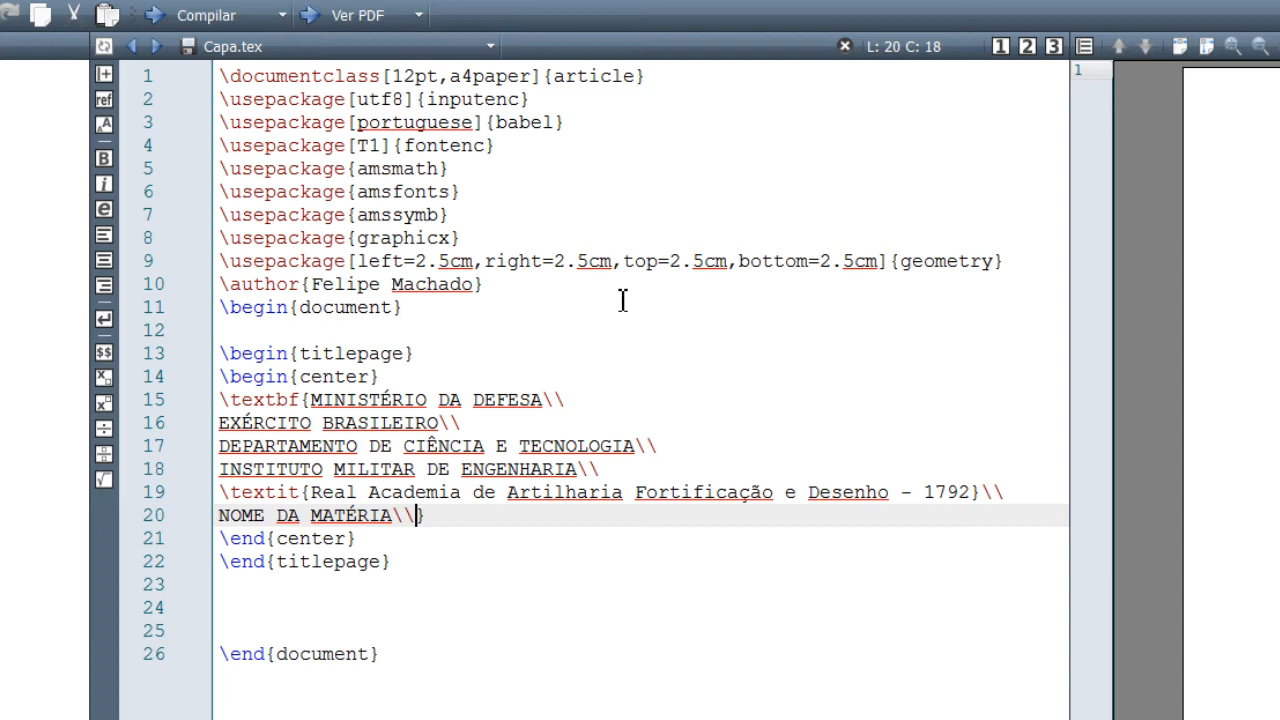 Compilar Ver PDF
Capa.tex L: 20 C: 18 1 2 3
1
1 \documentclass[12pt,a4paper]{article}
2 \usepackage[utf8]{inputenc}
3 \usepackage[portuguese]{babel}
4 \usepackage[T1]{fontenc}
5 \usepackage{amsmath}
6 \usepackage{amsfonts}
7 \usepackage{amssymb}
8 \usepackage{graphicx}
9 \usepackage[left=2.5cm,right=2.5cm,top=2.5cm,bottom=2.5cm]{geometry}
10 \author{Felipe Machado}
11 \begin{document}
12
13 \begin{titlepage}
14 \begin{center}
15 \textbf{MINISTÉRIO DA DEFESA\\
16 EXÉRCITO BRASILEIRO\\
17 DEPARTAMENTO DE CIÊNCIA E TECNOLOGIA\\
18 INSTITUTO MILITAR DE ENGENHARIA\\
19 \textit{Real Academia de Artilharia Fortificação e Desenho - 1792}\\
20 NOME DA MATÉRIA\\}
21 \end{center}
22 \end{titlepage}
23
24
25
26 \end{document}